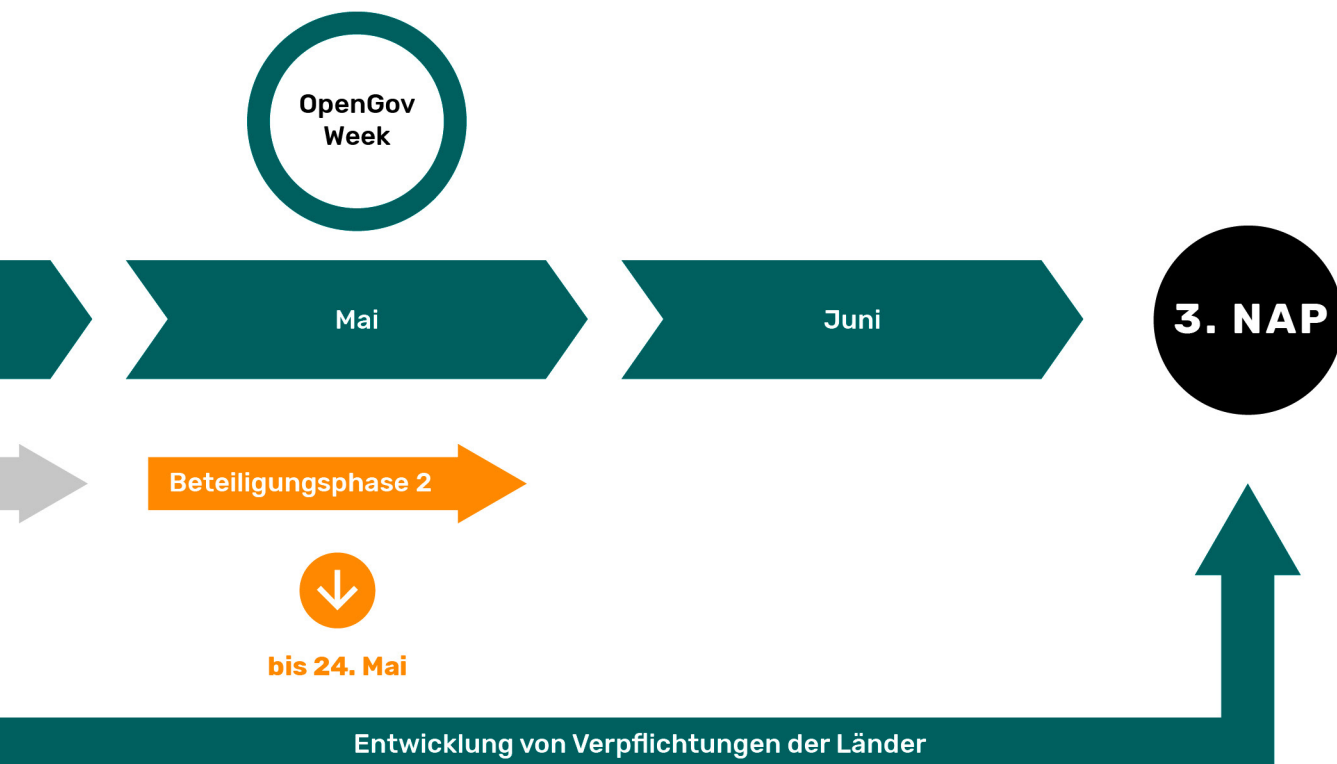 OpenGov
Week
Mai
Juni
3. NAP
Beteiligungsphase 2
bis 24. Mai
Entwicklung von Verpflichtungen der Länder